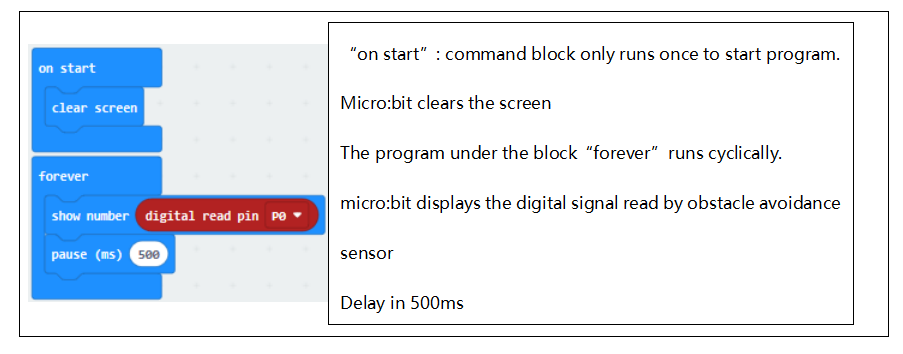 on start
clear screen
forever
show number digital read pin P0
pause (ms) 500
“on start”: command block only runs once to start program.
Micro:bit clears the screen
The program under the block “forever” runs cyclically.
micro:bit displays the digital signal read by obstacle avoidance
sensor
Delay in 500ms